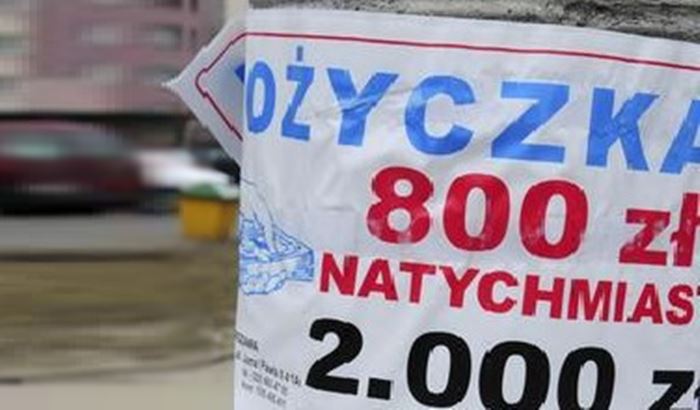 OŻYCZKA
800 zł
NATYCHMIAST
2.000 z